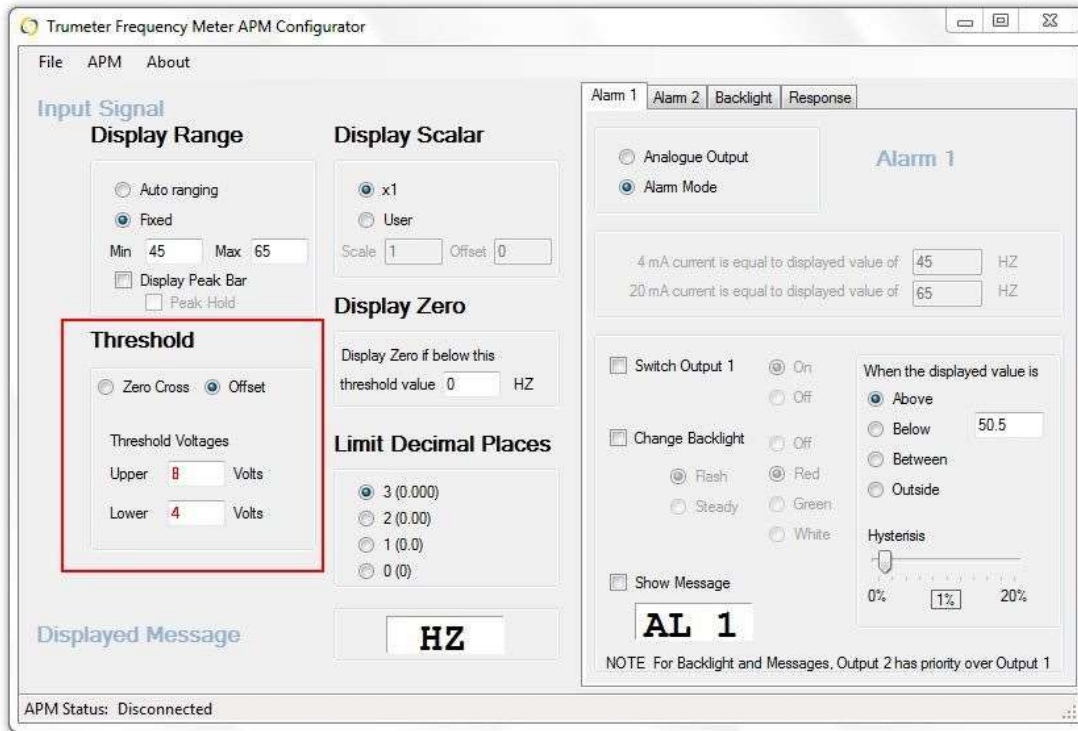 Trumeter Frequency Meter APM Configurator
File APM About
Input Signal
Display Range
Auto ranging
Fixed
Min 45 Max 65
Display Peak Bar
Peak Hold
Threshold
Zero Cross Offset
Threshold Voltages
Upper 8 Volts
Lower 4 Volts
Displayed Message
Display Scalar
x1
User
Scale 1 Offset 0
Display Zero
Display Zero if below this
threshold value 0 HZ
Limit Decimal Places
3 (0.000)
2 (0.00)
1 (0.0)
0 (0)
HZ
Alarm 1 Alarm 2 Backlight Response
Analogue Output
Alarm Mode
Alarm 1
4 mA current is equal to displayed value of 45 HZ
20 mA current is equal to displayed value of 65 HZ
Switch Output 1
On
Off
Change Backlight
Flash
Steady
Off
Red
Green
White
Show Message
AL 1
When the displayed value is
Above
Below
Between
Outside
50.5
Hysterisis
0% 1% 20%
NOTE For Backlight and Messages, Output 2 has priority over Output 1
APM Status: Disconnected